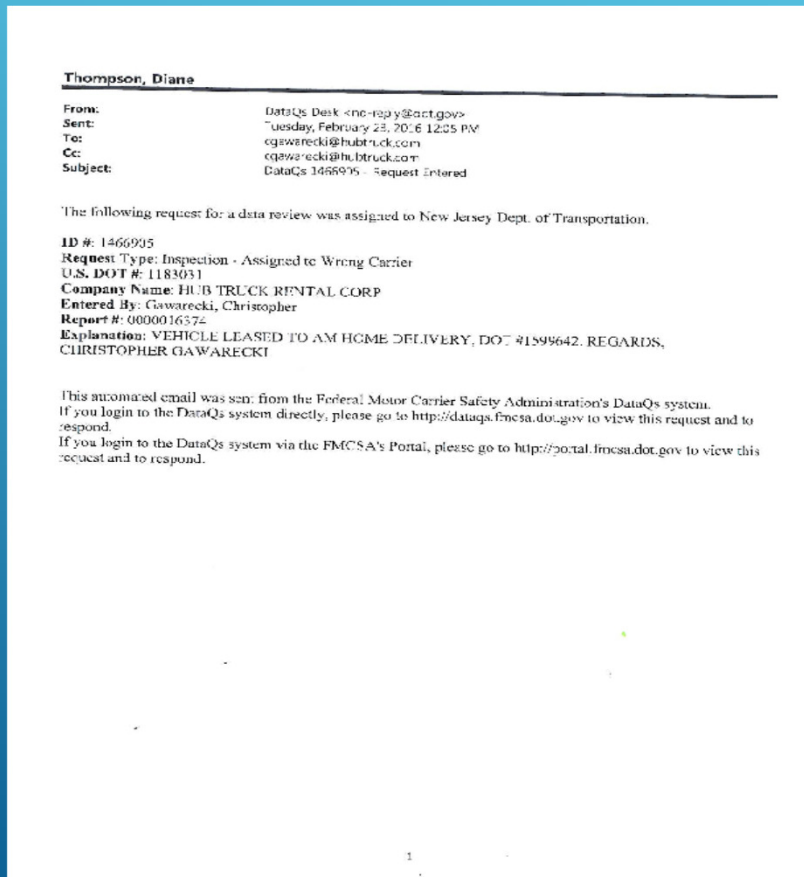 Thompson, Diane
From: DataQs Desk <no-reply@dot.gov>
Sent: Tuesday, February 23, 2016 12:05 PM
To: cgawarecki@hubtruck.com
Cc: cgawarecki@hubtruck.com
Subject: DataQs 1466905 - Request Entered
The following request for a data review was assigned to New Jersey Dept. of Transportation.
ID #: 1466905
Request Type: Inspection - Assigned to Wrong Carrier
U.S. DOT #: 1183031
Company Name: HUB TRUCK RENTAL CORP
Entered By: Gawarecki, Christopher
Report #: 0000016374
Explanation: VEHICLE LEASED TO AM HOME DELIVERY, DOT #1599642. REGARDS,
CHRISTOPHER GAWARECKI
This automated email was sent from the Federal Motor Carrier Safety Administration's DataQs system.
If you login to the DataQs system directly, please go to http://dataqs.fmcsa.dot.gov to view this request and to
respond.
If you login to the DataQs system via the FMCSA's Portal, please go to http://portal.fmcsa.dot.gov to view this
request and to respond.
1